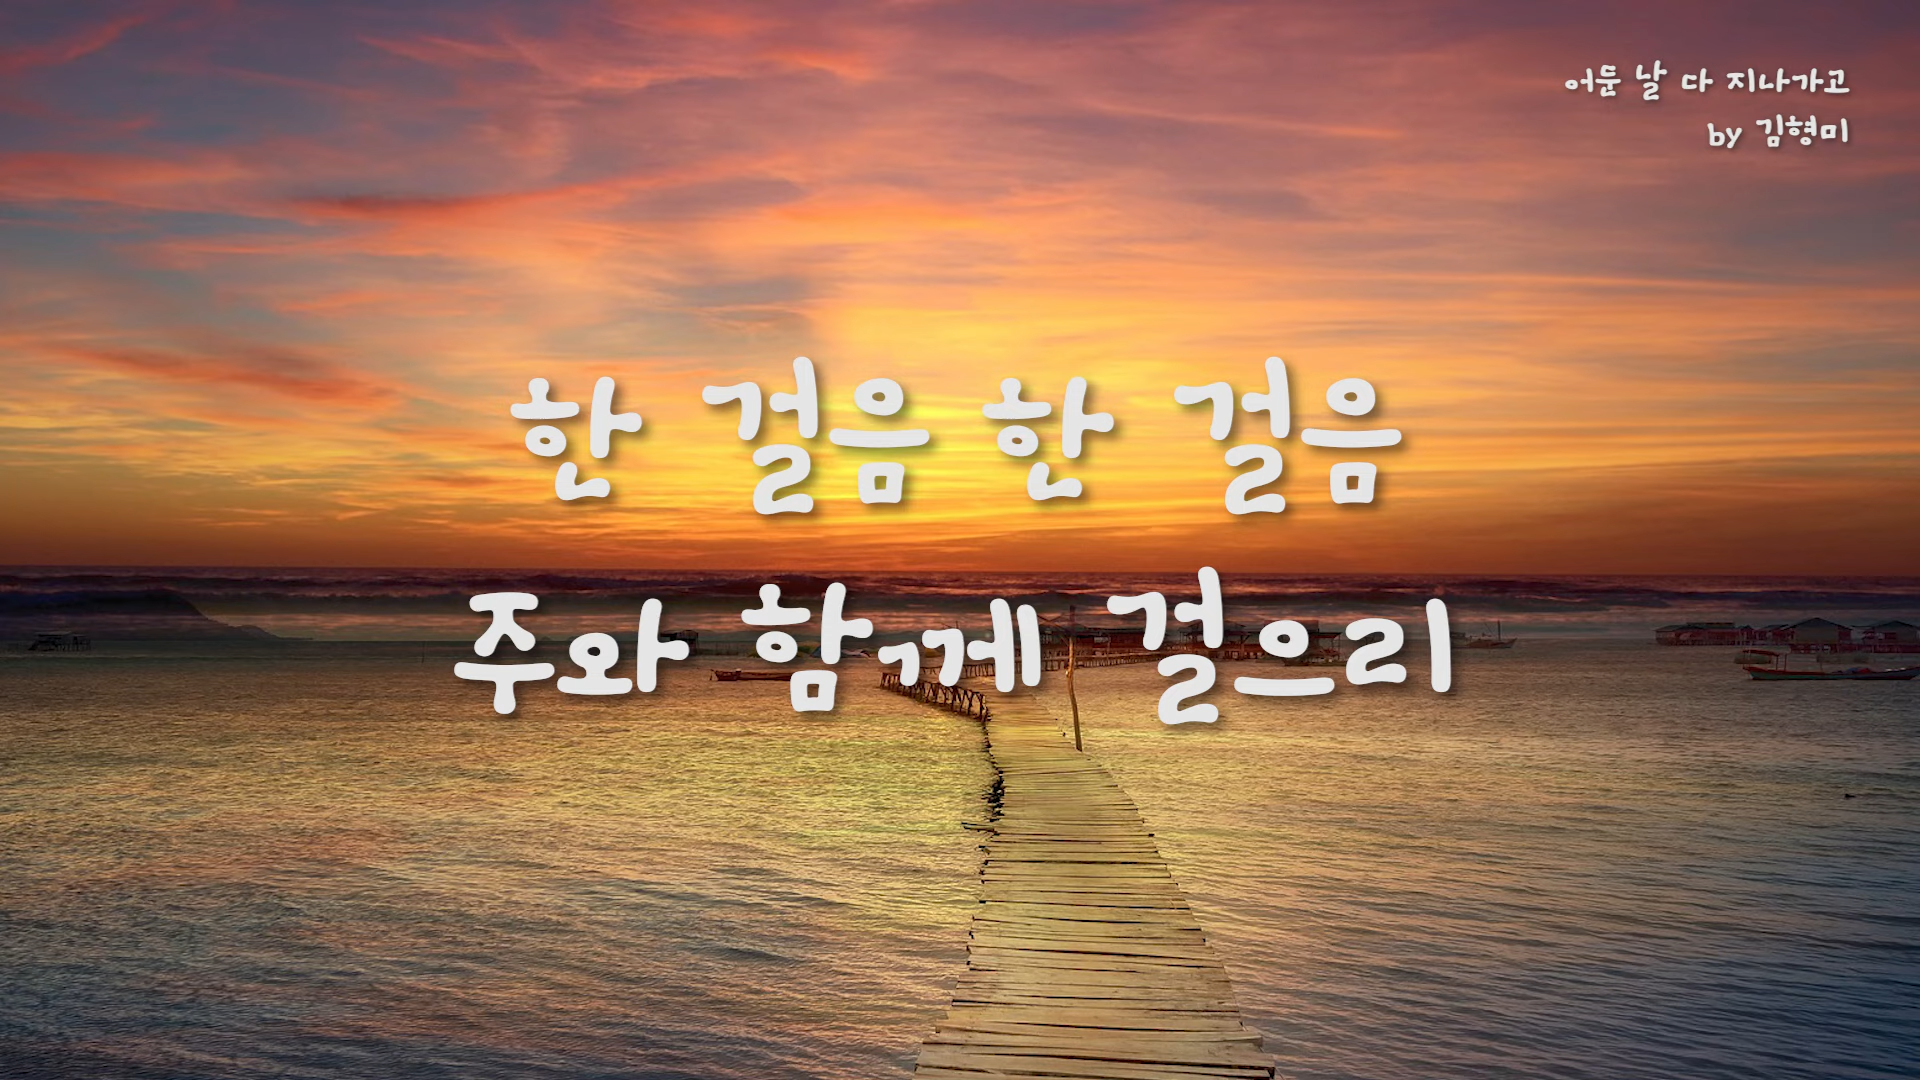 어둔 날 다 지나가고
by 김형미
한 걸음 한 걸음
주와 함께 걸으리